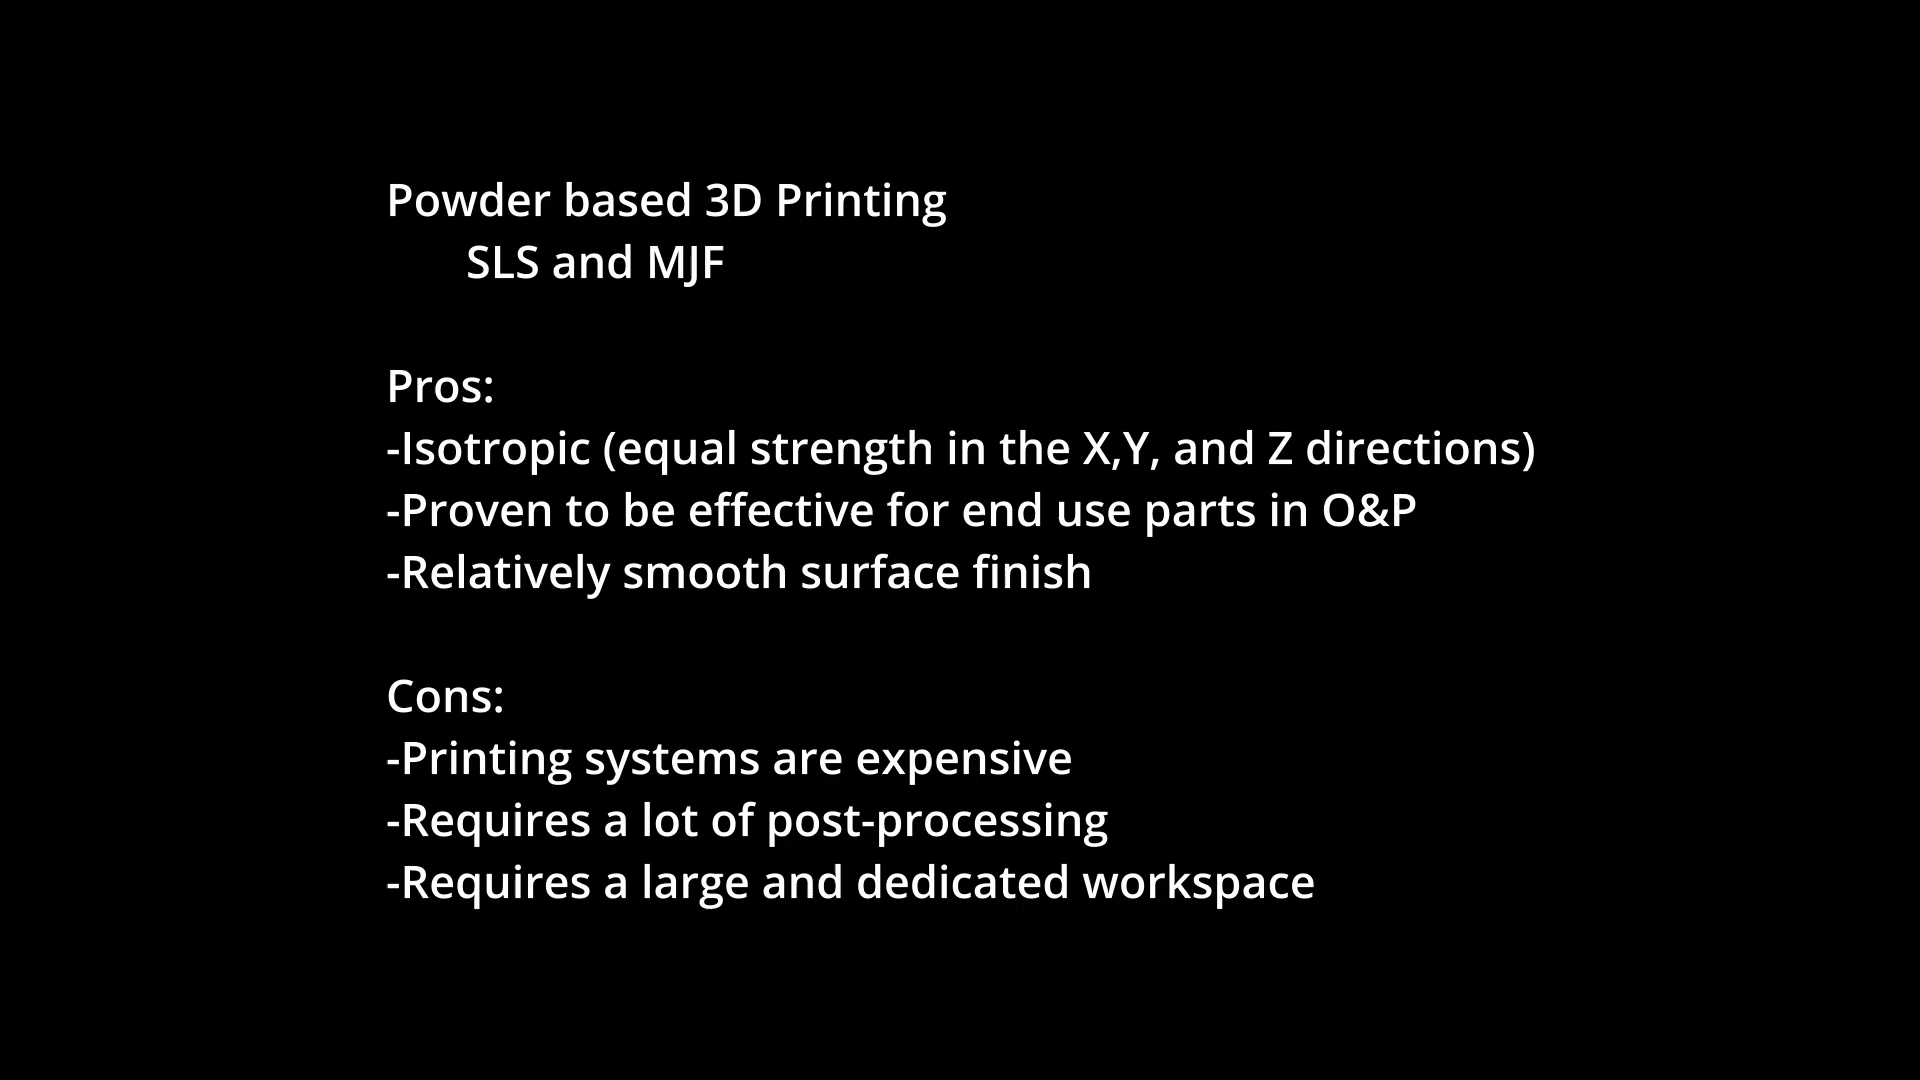 Powder based 3D Printing
SLS and MJF
Pros:
-Isotropic (equal strength in the X,Y, and Z directions)
-Proven to be effective for end use parts in O&P
-Relatively smooth surface finish
Cons:
-Printing systems are expensive
-Requires a lot of post-processing
-Requires a large and dedicated workspace